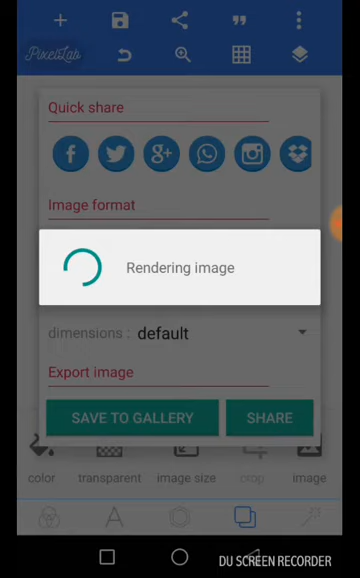 PixelLab
Quick share
Image format
Rendering image
dimensions : default
Export image
SAVE TO GALLERY
SHARE
color
transparent
image size
crop
image
DU SCREEN RECORDER